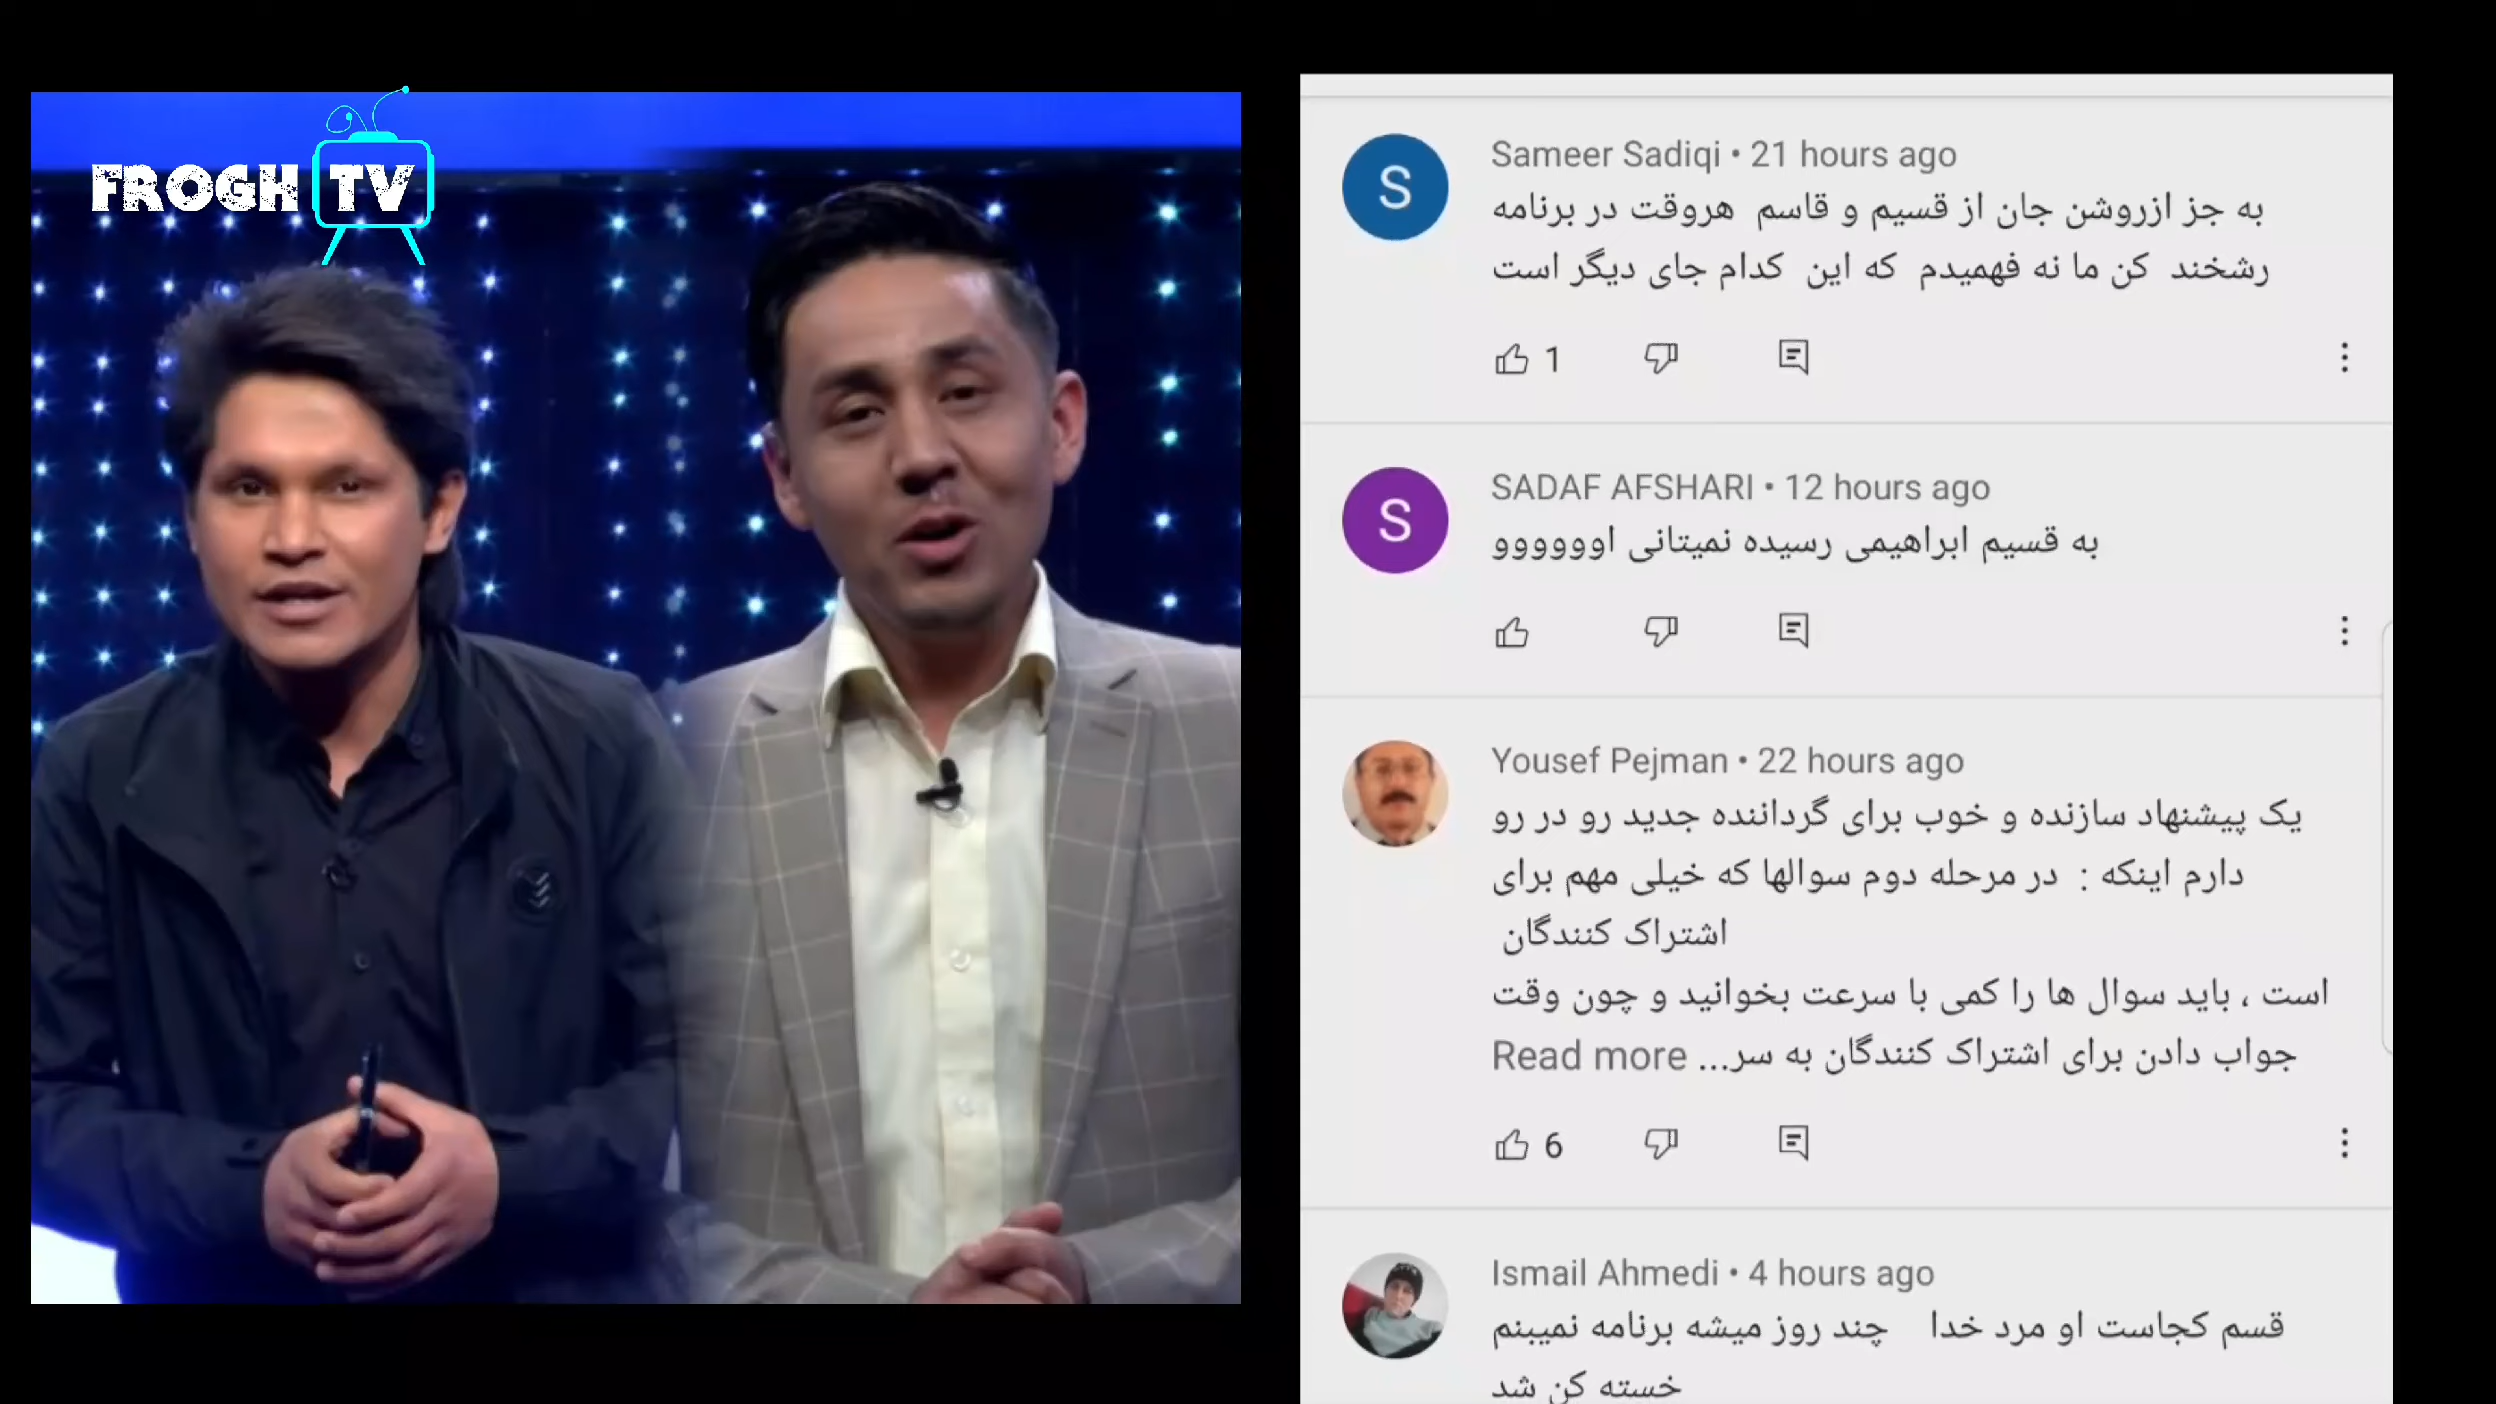 FROGH TV
Sameer Sadiqi • 21 hours ago
به جز ازروشن جان از قسیم و قاسم هروقت در برنامه
رشخند کن ما نه فهمیدم که این کدام جای دیگر است
1
SADAF AFSHARI • 12 hours ago
به قسیم ابراهیمی رسیده نمیتانی اوووووو
Yousef Pejman • 22 hours ago
یک پیشنهاد سازنده و خوب برای گرداننده جدید رو در رو
دارم اینکه : در مرحله دوم سوالها که خیلی مهم برای
اشتراک کنندگان
است ، باید سوال ها را کمی با سرعت بخوانید و چون وقت
جواب دادن برای اشتراک کنندگان به سر... Read more
6
Ismail Ahmedi • 4 hours ago
قسم کجاست او مرد خدا چند روز میشه برنامه نمیبنم
خسته کن شد
S
S